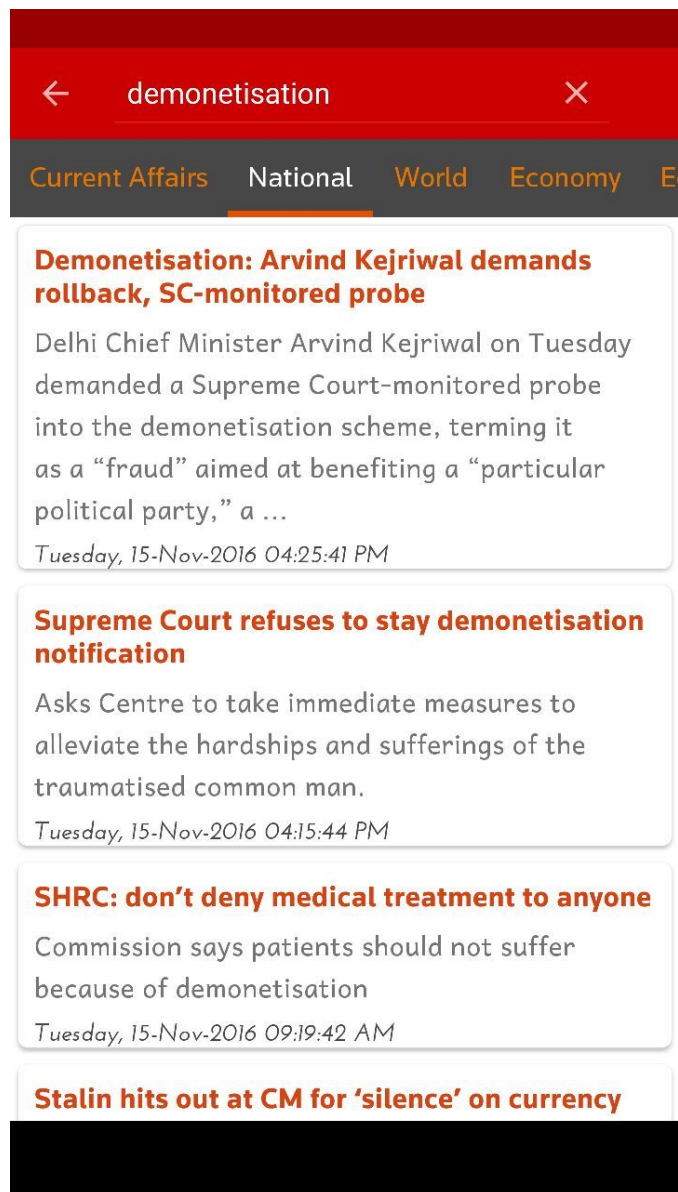 demonetisation
Current Affairs National World Economy E
Demonetisation: Arvind Kejriwal demands
rollback, SC-monitored probe
Delhi Chief Minister Arvind Kejriwal on Tuesday
demanded a Supreme Court-monitored probe
into the demonetisation scheme, terming it
as a “fraud” aimed at benefiting a “particular
political party,” a ...
Tuesday, 15-Nov-2016 04:25:41 PM
Supreme Court refuses to stay demonetisation
notification
Asks Centre to take immediate measures to
alleviate the hardships and sufferings of the
traumatised common man.
Tuesday, 15-Nov-2016 04:15:44 PM
SHRC: don’t deny medical treatment to anyone
Commission says patients should not suffer
because of demonetisation
Tuesday, 15-Nov-2016 09:19:42 AM
Stalin hits out at CM for ‘silence’ on currency